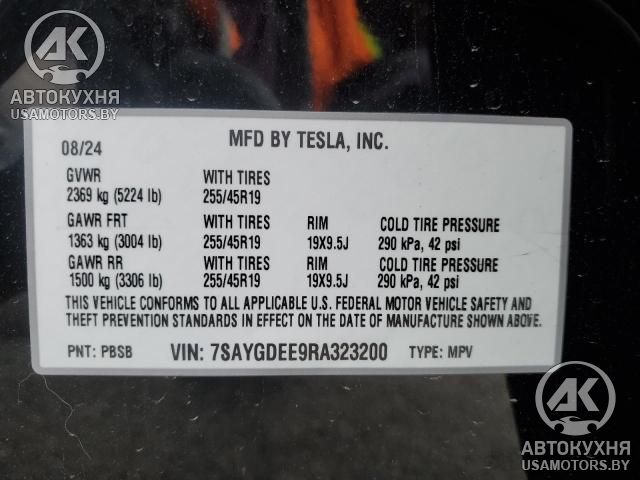 АК
АВТОКУХНЯ
USAMOTORS.BY
MFD BY TESLA, INC.
08/24
GVWR WITH TIRES
2369 kg (5224 lb) 255/45R19
GAWR FRT WITH TIRES RIM COLD TIRE PRESSURE
1363 kg (3004 lb) 255/45R19 19X9.5J 290 kPa, 42 psi
GAWR RR WITH TIRES RIM COLD TIRE PRESSURE
1500 kg (3306 lb) 255/45R19 19X9.5J 290 kPa, 42 psi
THIS VEHICLE CONFORMS TO ALL APPLICABLE U.S. FEDERAL MOTOR VEHICLE SAFETY AND
THEFT PREVENTION STANDARDS IN EFFECT ON THE DATE OF MANUFACTURE SHOWN ABOVE.
PNT: PBSB VIN: 7SAYGDEE9RA323200 TYPE: MPV
АК
АВТОКУХНЯ
USAMOTORS.BY